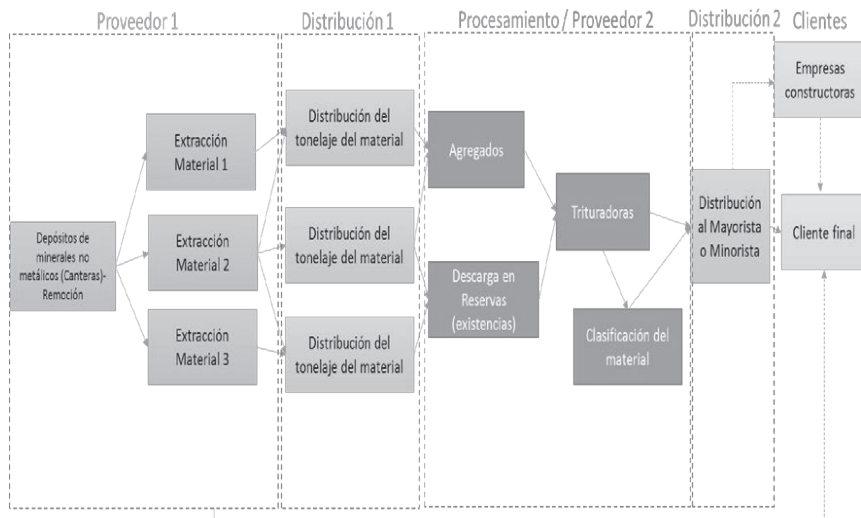 Proveedor 1
Distribución 1
Procesamiento / Proveedor 2
Distribución 2
Clientes
Depósitos de
minerales no
metálicos (Canteras)-
Remoción
Extracción
Material 1
Extracción
Material 2
Extracción
Material 3
Distribución del
tonelaje del material
Distribución del
tonelaje del material
Distribución del
tonelaje del material
Agregados
Descarga en
Reservas
(existencias)
Trituradoras
Clasificación del
material
Distribución
al Mayorista
o Minorista
Empresas
constructoras
Cliente final